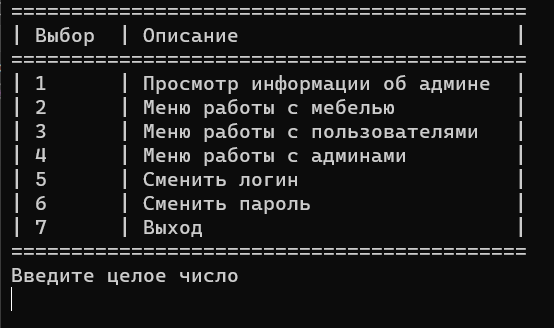 ===========================================
| Выбор  | Описание                       |
===========================================
| 1      | Просмотр информации об админе  |
| 2      | Меню работы с мебелью          |
| 3      | Меню работы с пользователями   |
| 4      | Меню работы с админами         |
| 5      | Сменить логин                  |
| 6      | Сменить пароль                 |
| 7      | Выход                          |
===========================================
Введите целое число